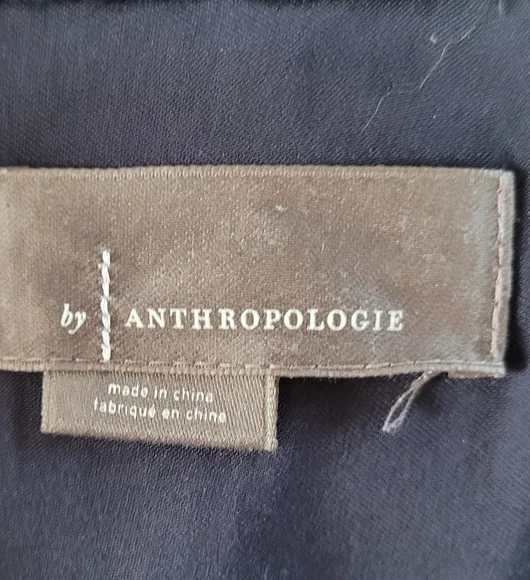 by ANTHROPOLOGIE
made in china
fabriqué en chine